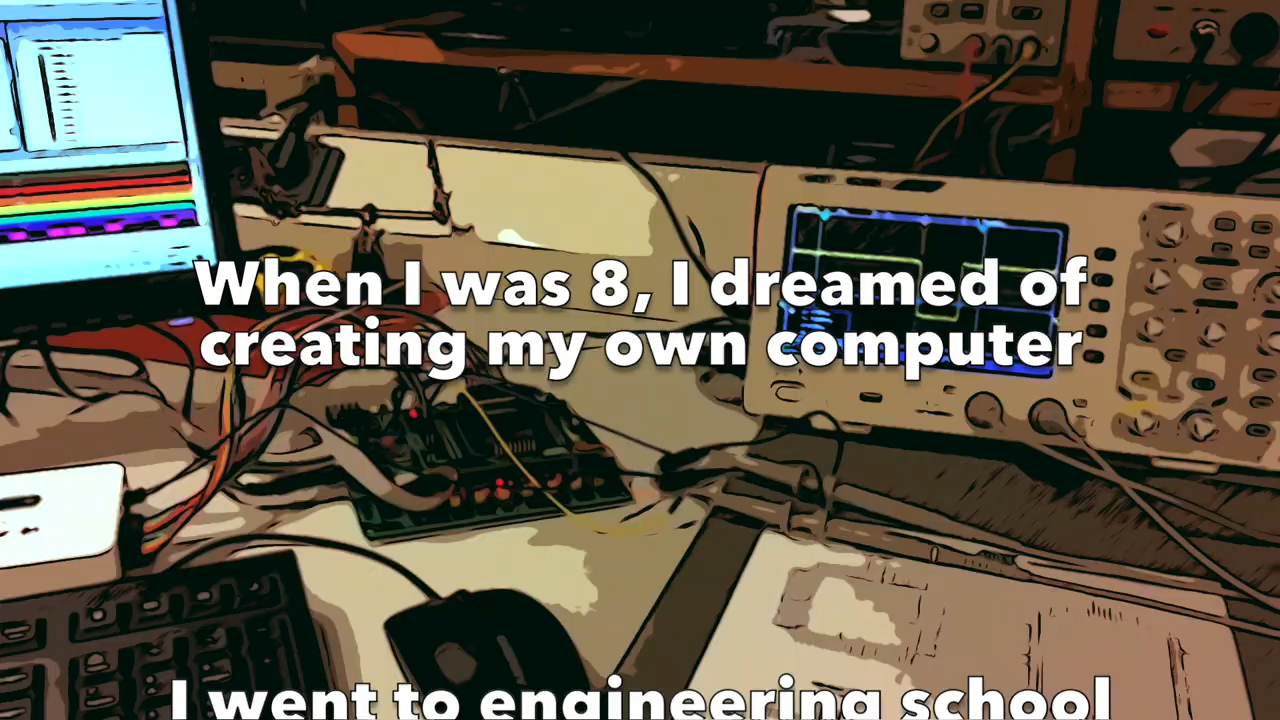 When I was 8, I dreamed of
creating my own computer
I went to engineering school